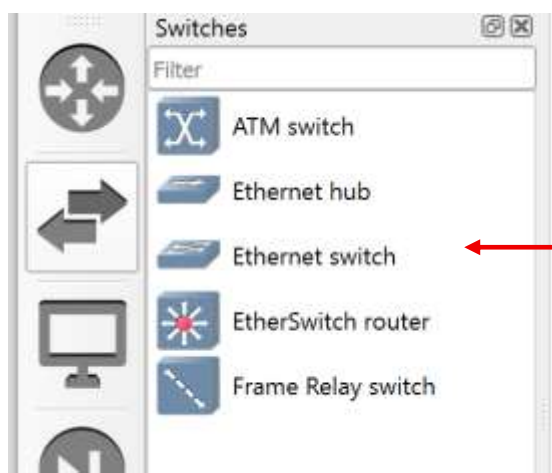 Switches
Filter
ATM switch
Ethernet hub
Ethernet switch
EtherSwitch router
Frame Relay switch